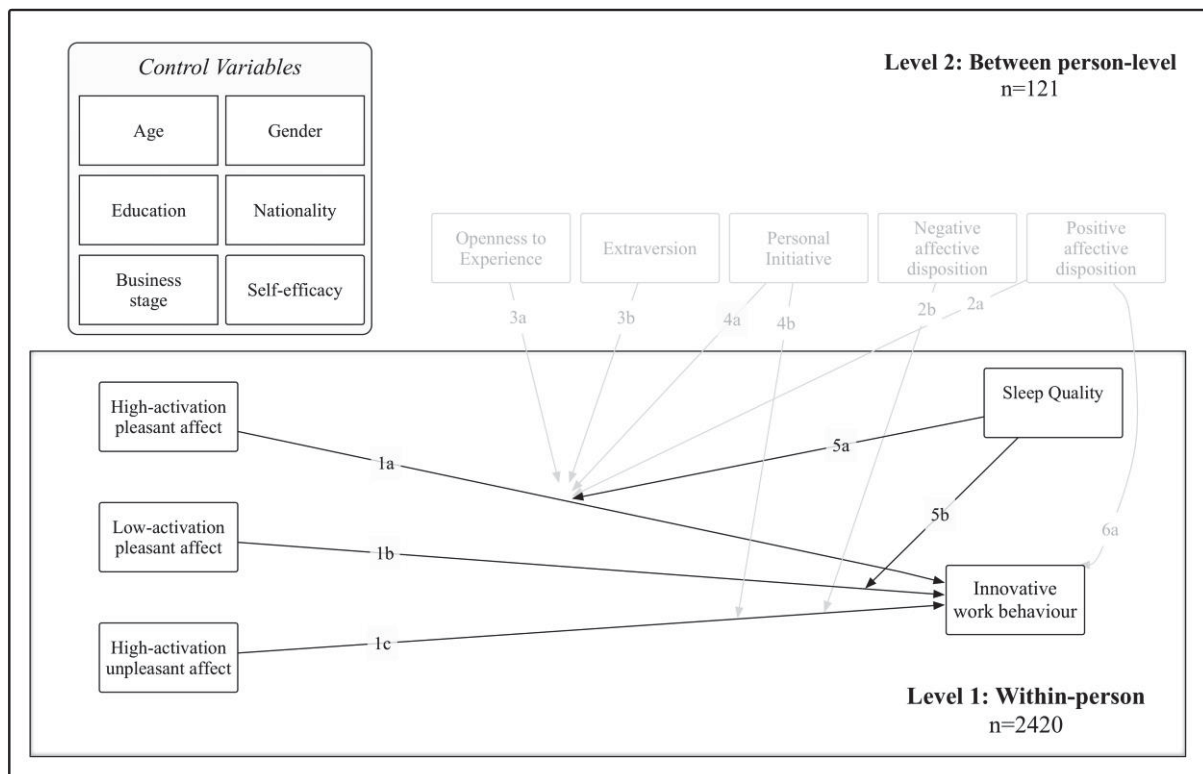 Control Variables
Age
Gender
Education
Nationality
Business
stage
Self-efficacy
Level 2: Between person-level
n=121
Openness to
Experience
Extraversion
Personal
Initiative
Negative
affective
disposition
Positive
affective
disposition
3a
3b
4a
4b
2b
2a
High-activation
pleasant affect
Sleep Quality
1a
5a
Low-activation
pleasant affect
1b
5b
6a
Innovative
work behaviour
High-activation
unpleasant affect
1c
Level 1: Within-person
n=2420